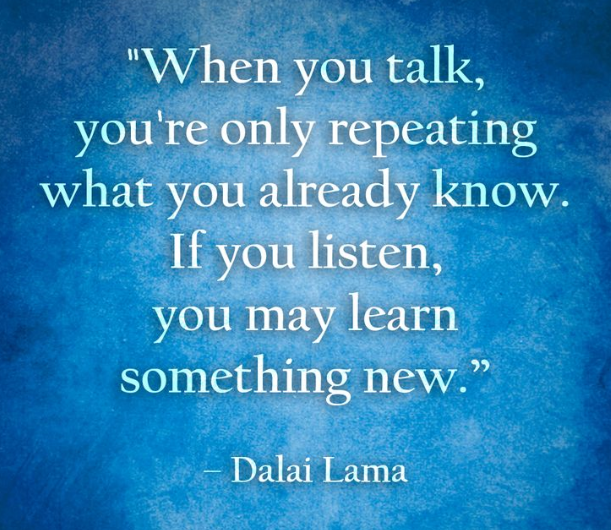 "When you talk,
you're only repeating
what you already know.
If you listen,
you may learn
something new.”
– Dalai Lama